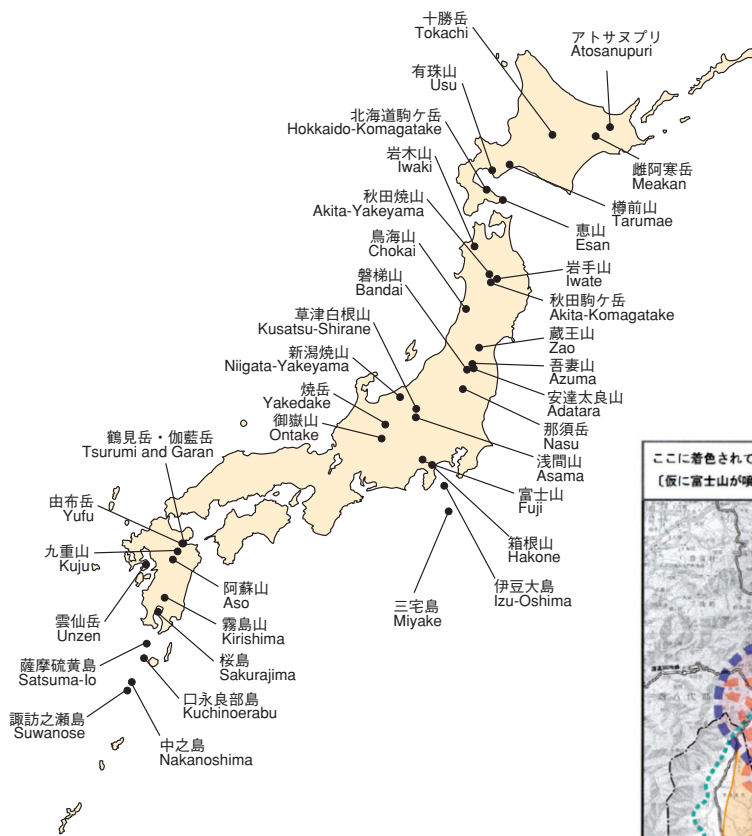 十勝岳
Tokachi
アトサヌプリ
Atosanupuri
有珠山
Usu
北海道駒ケ岳
Hokkaido-Komagatake
雌阿寒岳
Meakan
岩木山
Iwaki
樽前山
Tarumae
秋田焼山
Akita-Yakeyama
恵山
Esan
鳥海山
Chokai
岩手山
Iwate
磐梯山
Bandai
秋田駒ケ岳
Akita-Komagatake
草津白根山
Kusatsu-Shirane
蔵王山
Zao
新潟焼山
Niigata-Yakeyama
吾妻山
Azuma
焼岳
Yakedake
安達太良山
Adatara
御嶽山
Ontake
那須岳
Nasu
鶴見岳・伽藍岳
Tsurumi and Garan
浅間山
Asama
富士山
Fuji
由布岳
Yufu
箱根山
Hakone
九重山
Kuju
阿蘇山
Aso
伊豆大島
Izu-Oshima
三宅島
Miyake
雲仙岳
Unzen
霧島山
Kirishima
薩摩硫黄島
Satsuma-Io
桜島
Sakurajima
口永良部島
Kuchinoerabu
諏訪之瀬島
Suwanose
中之島
Nakanoshima
ここに着色されて
〔仮に富士山が噴